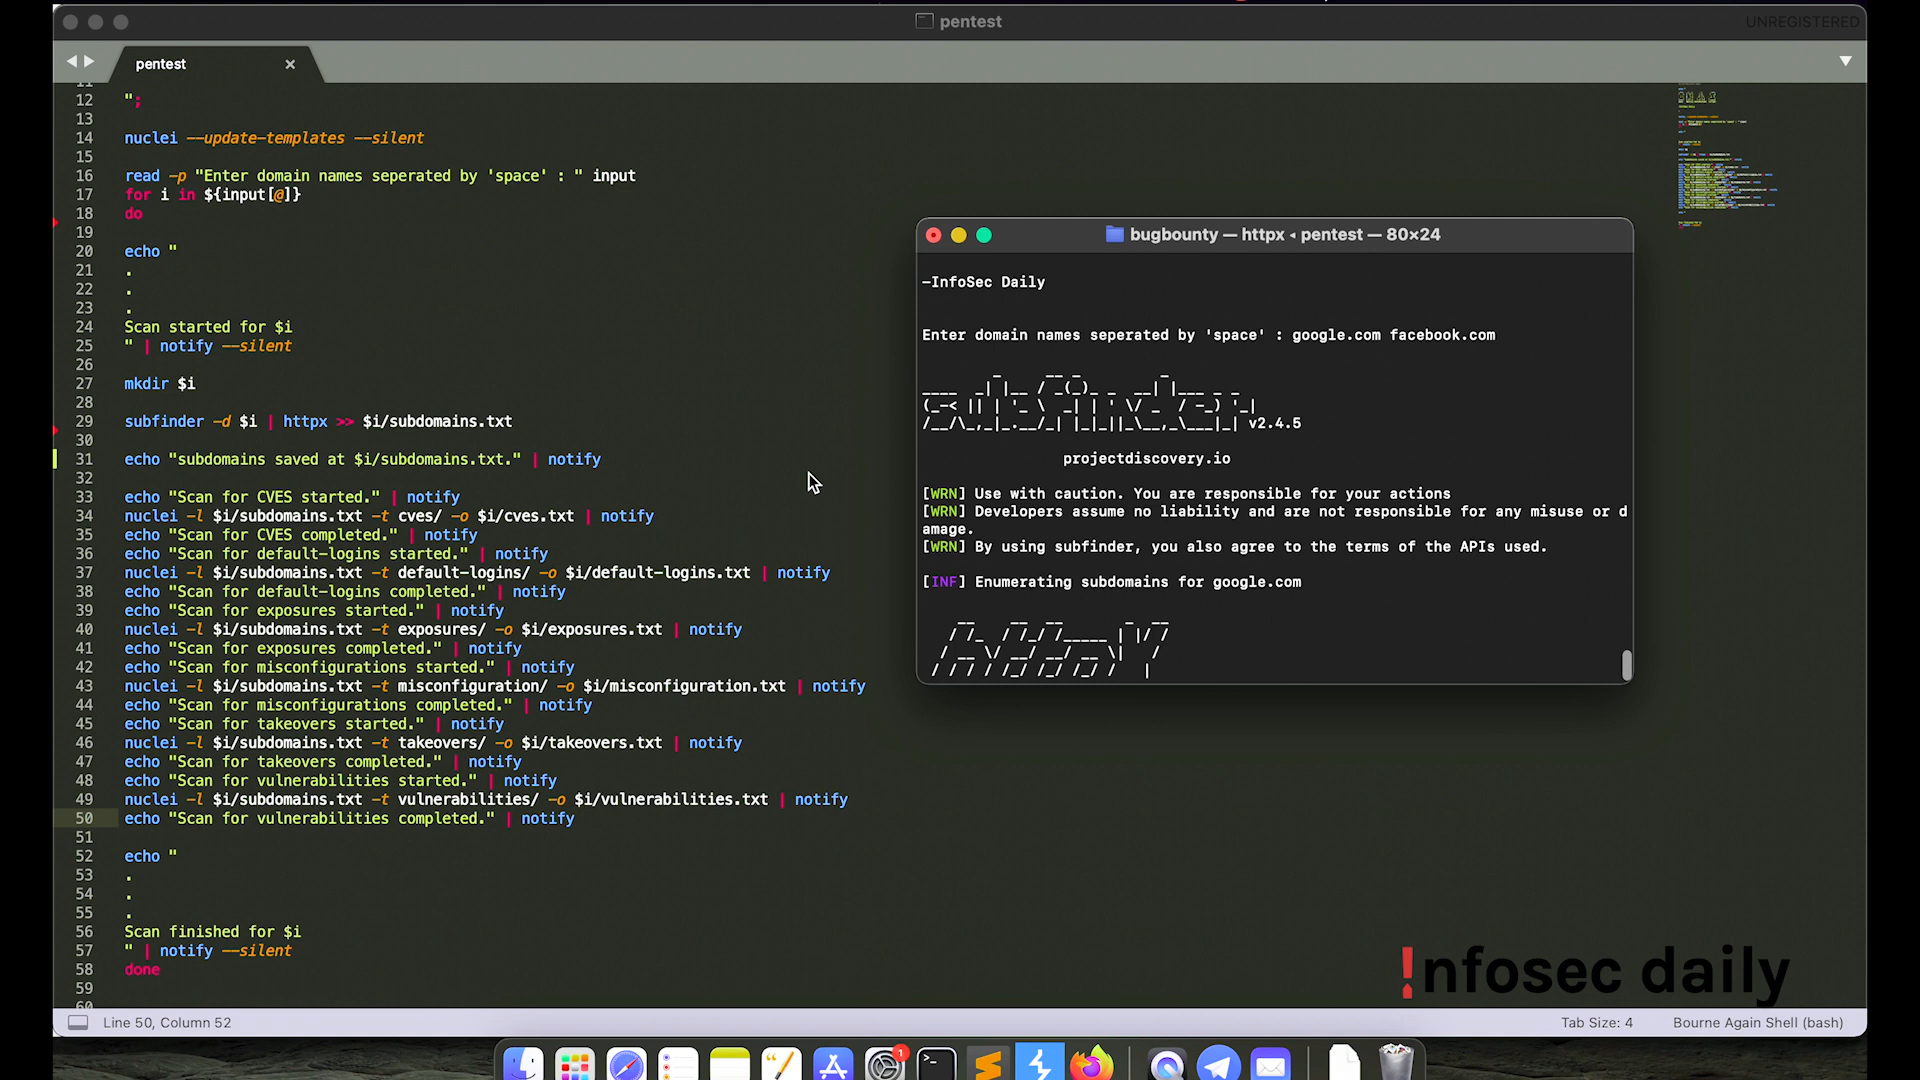 pentest
UNREGISTERED
pentest
11
12 ";
13
14 nuclei --update-templates --silent
15
16 read -p "Enter domain names seperated by 'space' : " input
17 for i in ${input[@]}
18 do
19
20 echo "
21 .
22 .
23 .
24 Scan started for $i
25 " | notify --silent
26
27 mkdir $i
28
29 subfinder -d $i | httpx >> $i/subdomains.txt
30
31 echo "subdomains saved at $i/subdomains.txt." | notify
32
33 echo "Scan for CVES started." | notify
34 nuclei -l $i/subdomains.txt -t cves/ -o $i/cves.txt | notify
35 echo "Scan for CVES completed." | notify
36 echo "Scan for default-logins started." | notify
37 nuclei -l $i/subdomains.txt -t default-logins/ -o $i/default-logins.txt | notify
38 echo "Scan for default-logins completed." | notify
39 echo "Scan for exposures started." | notify
40 nuclei -l $i/subdomains.txt -t exposures/ -o $i/exposures.txt | notify
41 echo "Scan for exposures completed." | notify
42 echo "Scan for misconfigurations started." | notify
43 nuclei -l $i/subdomains.txt -t misconfiguration/ -o $i/misconfiguration.txt | notify
44 echo "Scan for misconfigurations completed." | notify
45 echo "Scan for takeovers started." | notify
46 nuclei -l $i/subdomains.txt -t takeovers/ -o $i/takeovers.txt | notify
47 echo "Scan for takeovers completed." | notify
48 echo "Scan for vulnerabilities started." | notify
49 nuclei -l $i/subdomains.txt -t vulnerabilities/ -o $i/vulnerabilities.txt | notify
50 echo "Scan for vulnerabilities completed." | notify
51
52 echo "
53 .
54 .
55 .
56 Scan finished for $i
57 " | notify --silent
58 done
59
60
bugbounty — httpx ◂ pentest — 80×24
-InfoSec Daily
Enter domain names seperated by 'space' : google.com facebook.com
subfinder v2.4.5
projectdiscovery.io
[WRN] Use with caution. You are responsible for your actions
[WRN] Developers assume no liability and are not responsible for any misuse or d
amage.
[WRN] By using subfinder, you also agree to the terms of the APIs used.
[INF] Enumerating subdomains for google.com
!nfosec daily
Line 50, Column 52
Tab Size: 4
Bourne Again Shell (bash)
1